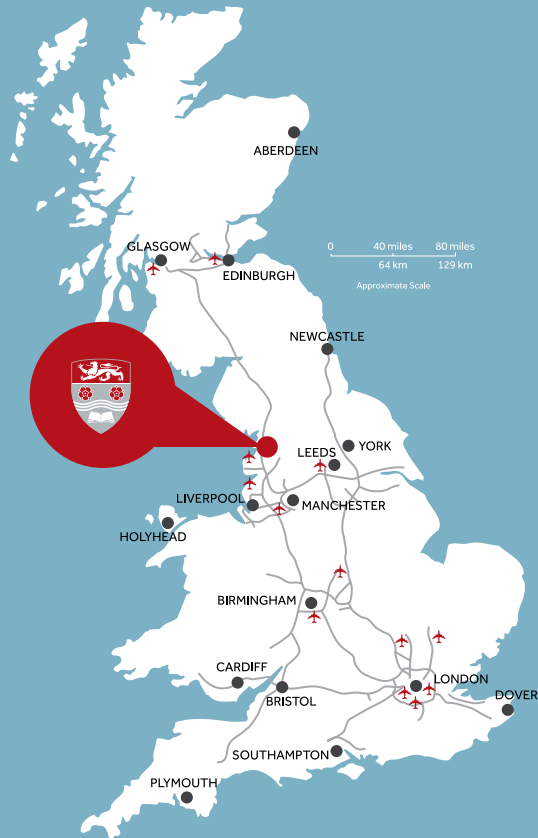 ABERDEEN
GLASGOW
EDINBURGH
0 40 miles 80 miles
64 km 129 km
Approximate Scale
NEWCASTLE
YORK
LEEDS
LIVERPOOL
MANCHESTER
HOLYHEAD
BIRMINGHAM
CARDIFF
LONDON
BRISTOL
DOVER
SOUTHAMPTON
PLYMOUTH